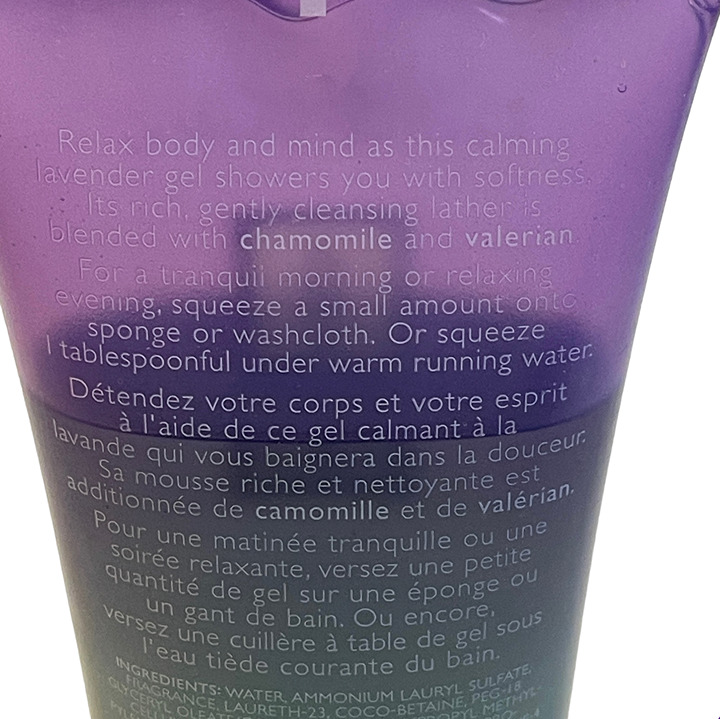 Relax body and mind as this calming
lavender gel showers you with softness.
Its rich, gently cleansing lather is
blended with chamomile and valerian
For a tranquil morning or relaxing
evening, squeeze a small amount onto
sponge or washcloth. Or squeeze
1 tablespoonful under warm running water.
Détendez votre corps et votre esprit
à l'aide de ce gel calmant à la
lavande qui vous baignera dans la douceur.
Sa mousse riche et nettoyante est
additionnée de camomille et de valérian.
Pour une matinée tranquille ou une
soirée relaxante, versez une petite
quantité de gel sur une éponge ou
un gant de bain. Ou encore,
versez une cuillère à table de gel sous
l'eau tiède courante du bain.
INGREDIENTS: WATER, AMMONIUM LAURYL SULFATE,
FRAGRANCE, LAURETH-23, COCO-BETAINE, PEG-18
GLYCERYL OLEATE